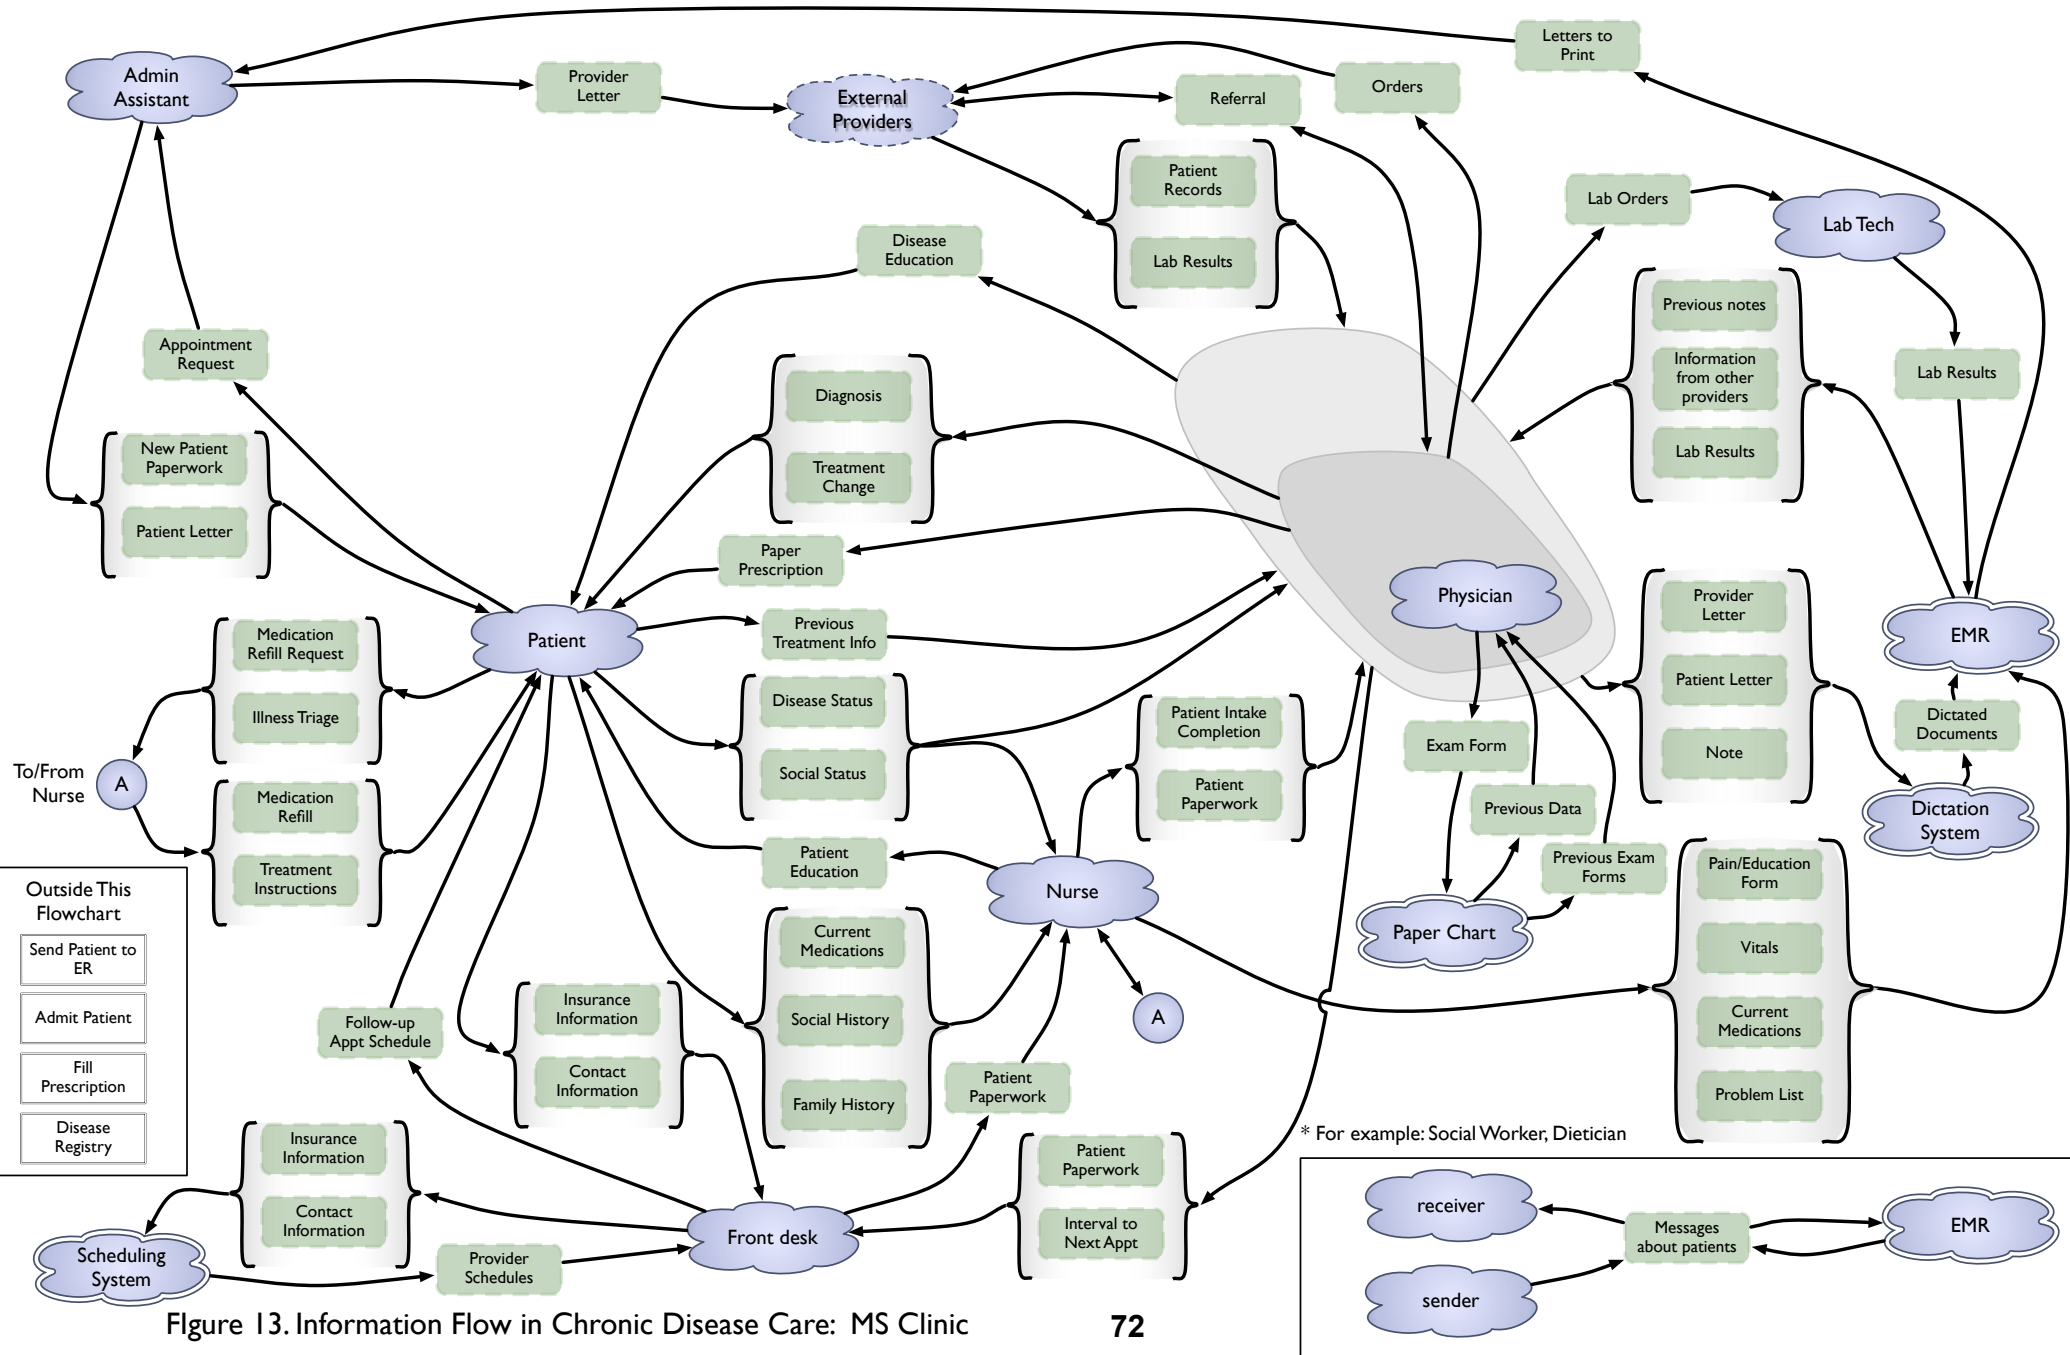 Letters to
Print
Admin
Assistant
Provider
Letter
External
Providers
Referral
Orders
Patient
Records
Lab Results
Lab Orders
Lab Tech
Disease
Education
Previous notes
Information
from other
providers
Lab Results
Lab Results
Appointment
Request
Diagnosis
Treatment
Change
New Patient
Paperwork
Patient Letter
Paper
Prescription
Physician
Provider
Letter
Patient Letter
Note
EMR
Patient
Previous
Treatment Info
Medication
Refill Request
Illness Triage
Disease Status
Social Status
Patient Intake
Completion
Patient
Paperwork
Exam Form
Previous Data
Previous Exam
Forms
Dictated
Documents
Dictation
System
To/From
Nurse
A
Medication
Refill
Treatment
Instructions
Patient
Education
Nurse
Paper Chart
Pain/Education
Form
Vitals
Current
Medications
Problem List
Outside This
Flowchart
Send Patient to
ER
Admit Patient
Fill
Prescription
Disease
Registry
Current
Medications
Social History
Family History
A
Follow-up
Appt Schedule
Insurance
Information
Contact
Information
Patient
Paperwork
Insurance
Information
Contact
Information
Patient
Paperwork
Interval to
Next Appt
Scheduling
System
Provider
Schedules
Front desk
* For example: Social Worker, Dietician
receiver
Messages
about patients
EMR
sender
FIgure 13. Information Flow in Chronic Disease Care: MS Clinic
72